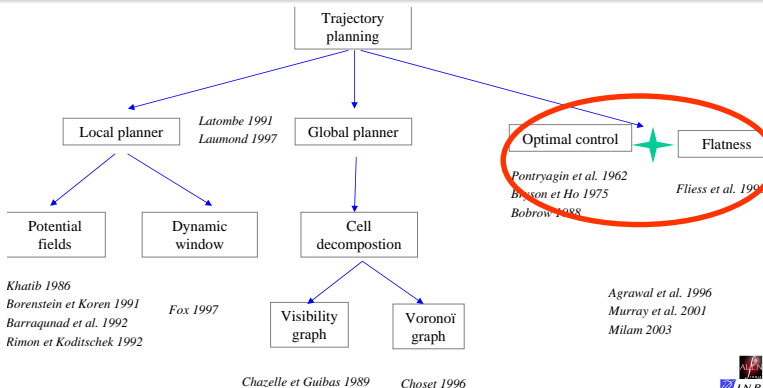 Trajectory
planning
Latombe 1991
Laumond 1997
Local planner
Global planner
Optimal control
Flatness
Pontryagin et al. 1962
Bryson et Ho 1975
Bobrow 1988
Fliess et al.
Potential
fields
Dynamic
window
Cell
decompostion
Khatib 1986
Borenstein et Koren 1991
Barraqunad et al. 1992
Rimon et Koditschek 1992
Fox 1997
Visibility
graph
Voronoï
graph
Agrawal et al. 1996
Murray et al. 2001
Milam 2003
Chazelle et Guibas 1989
Choset 1996